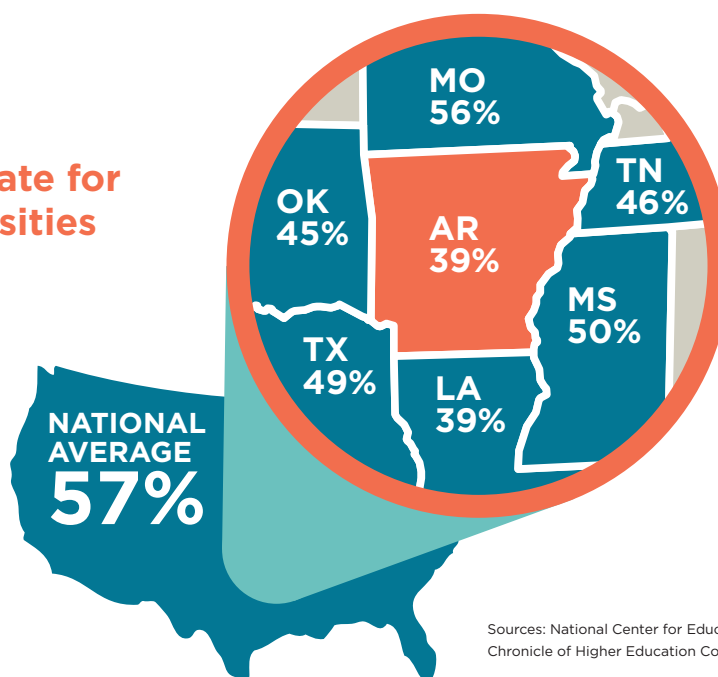 ate for
sities
MO
56%
TN
46%
OK
45%
AR
39%
MS
50%
TX
49%
LA
39%
NATIONAL
AVERAGE
57%
Sources: National Center for Educ
Chronicle of Higher Education Co